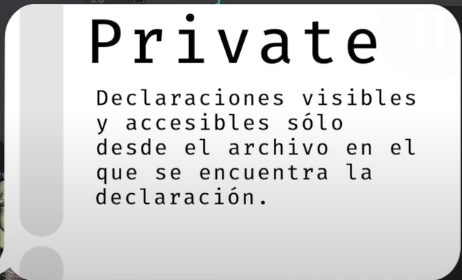 Private
Declaraciones visibles
y accesibles sólo
desde el archivo en el
que se encuentra la
declaración.